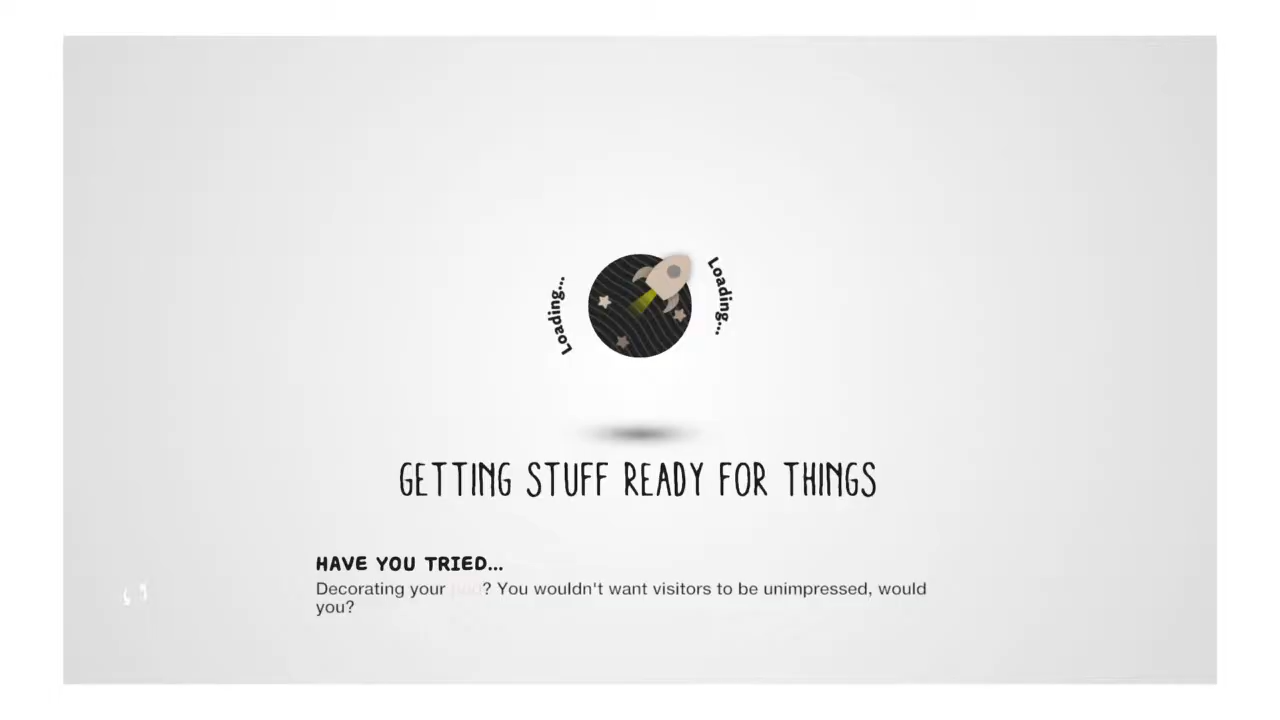 Loading...
Loading...
GETTING STUFF READY FOR THINGS
HAVE YOU TRIED...
Decorating your pod? You wouldn't want visitors to be unimpressed, would
you?